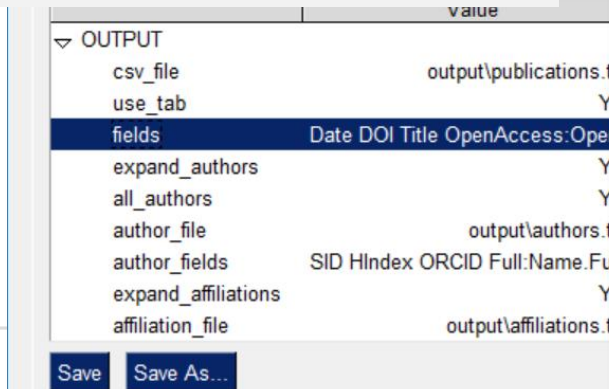 Value
OUTPUT
csv_file output\publications.t
use_tab Y
fields Date DOI Title OpenAccess:Ope
expand_authors Y
all_authors Y
author_file output\authors.t
author_fields SID HIndex ORCID Full:Name.Fu
expand_affiliations Y
affiliation_file output\affiliations.t
Save Save As...